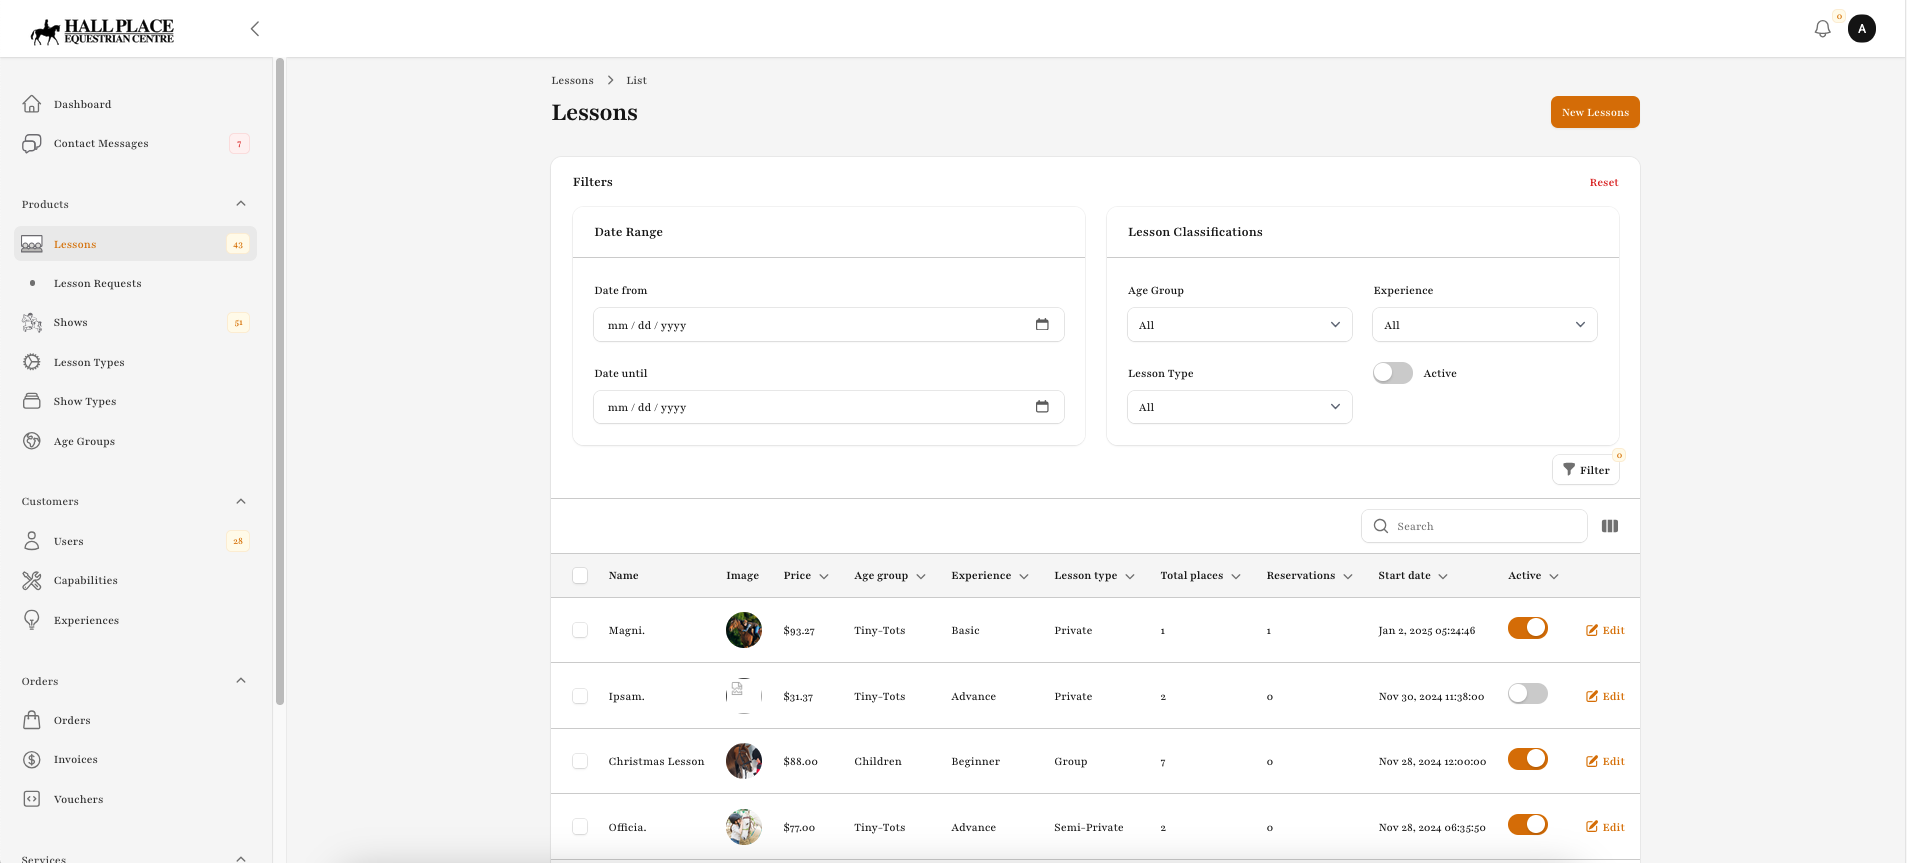 HALL PLACE
EQUESTRIAN CENTRE
0
A
Dashboard
Contact Messages 7
Products
Lessons 43
Lesson Requests
Shows 51
Lesson Types
Show Types
Age Groups
Customers
Users 28
Capabilities
Experiences
Orders
Orders
Invoices
Vouchers
Services
Lessons > List
Lessons
New Lessons
Filters
Reset
Date Range
Date from
mm / dd / yyyy
Date until
mm / dd / yyyy
Lesson Classifications
Age Group
All
Experience
All
Lesson Type
All
Active
Filter 0
Search
Name Image Price Age group Experience Lesson type Total places Reservations Start date Active
Magni. $93.27 Tiny-Tots Basic Private 1 1 Jan 2, 2025 05:24:46 Edit
Ipsam. $31.37 Tiny-Tots Advance Private 2 0 Nov 30, 2024 11:38:00 Edit
Christmas Lesson $88.00 Children Beginner Group 7 0 Nov 28, 2024 12:00:00 Edit
Officia. $77.00 Tiny-Tots Advance Semi-Private 2 0 Nov 28, 2024 06:35:50 Edit